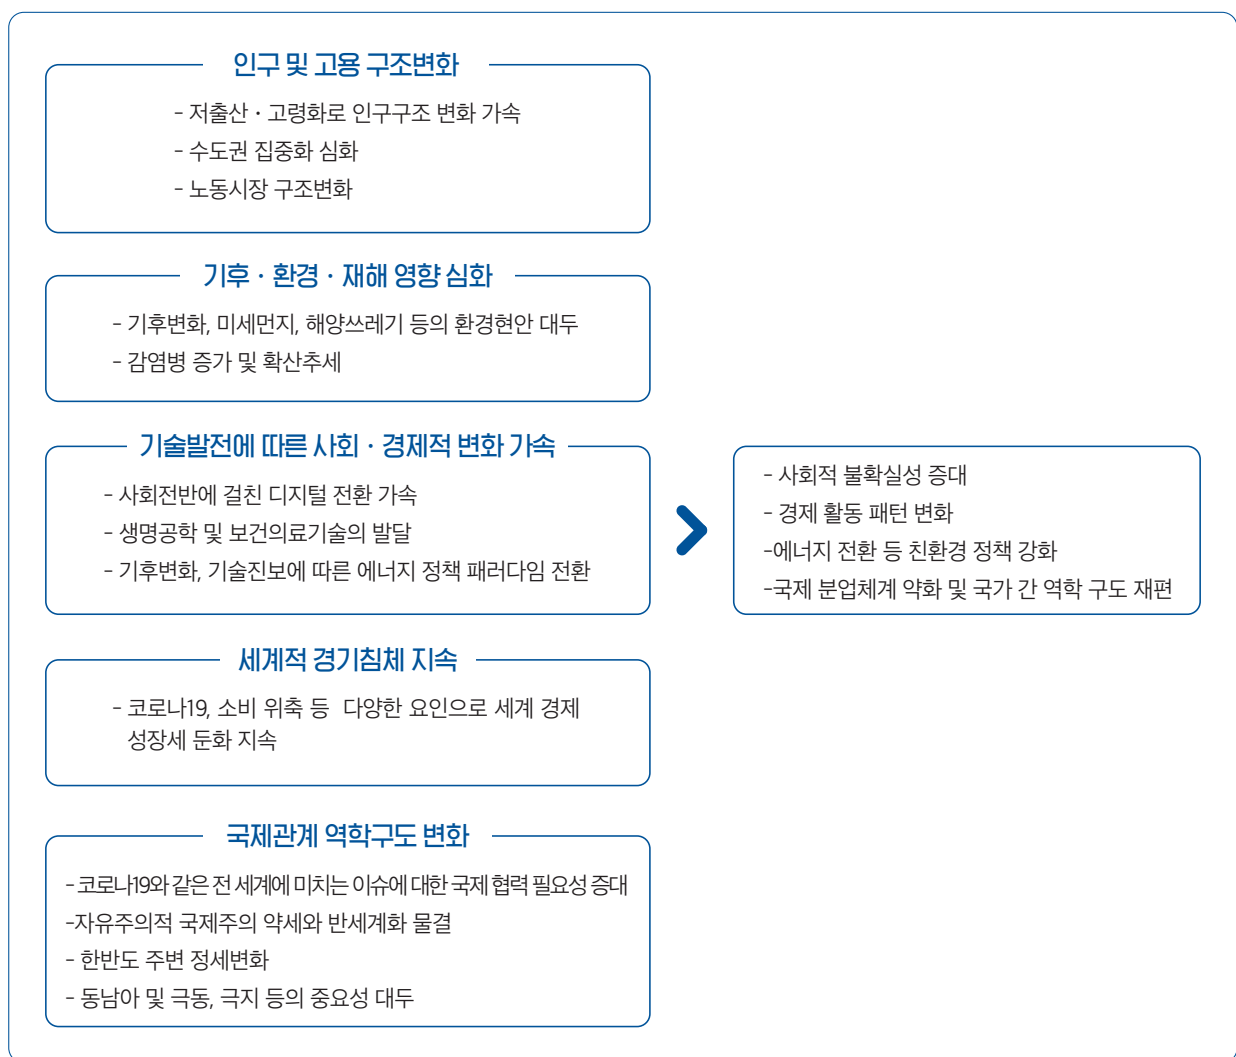 인구 및 고용 구조변화
- 저출산 · 고령화로 인구구조 변화 가속
- 수도권 집중화 심화
- 노동시장 구조변화
기후 · 환경 · 재해 영향 심화
- 기후변화, 미세먼지, 해양쓰레기 등의 환경현안 대두
- 감염병 증가 및 확산추세
기술발전에 따른 사회 · 경제적 변화 가속
- 사회전반에 걸친 디지털 전환 가속
- 생명공학 및 보건의료기술의 발달
- 기후변화, 기술진보에 따른 에너지 정책 패러다임 전환
- 사회적 불확실성 증대
- 경제 활동 패턴 변화
-에너지 전환 등 친환경 정책 강화
-국제 분업체계 약화 및 국가 간 역학 구도 재편
세계적 경기침체 지속
- 코로나19, 소비 위축 등 다양한 요인으로 세계 경제
성장세 둔화 지속
국제관계 역학구도 변화
- 코로나19와 같은 전 세계에 미치는 이슈에 대한 국제 협력 필요성 증대
-자유주의적 국제주의 약세와 반세계화 물결
- 한반도 주변 정세변화
- 동남아 및 극동, 극지 등의 중요성 대두